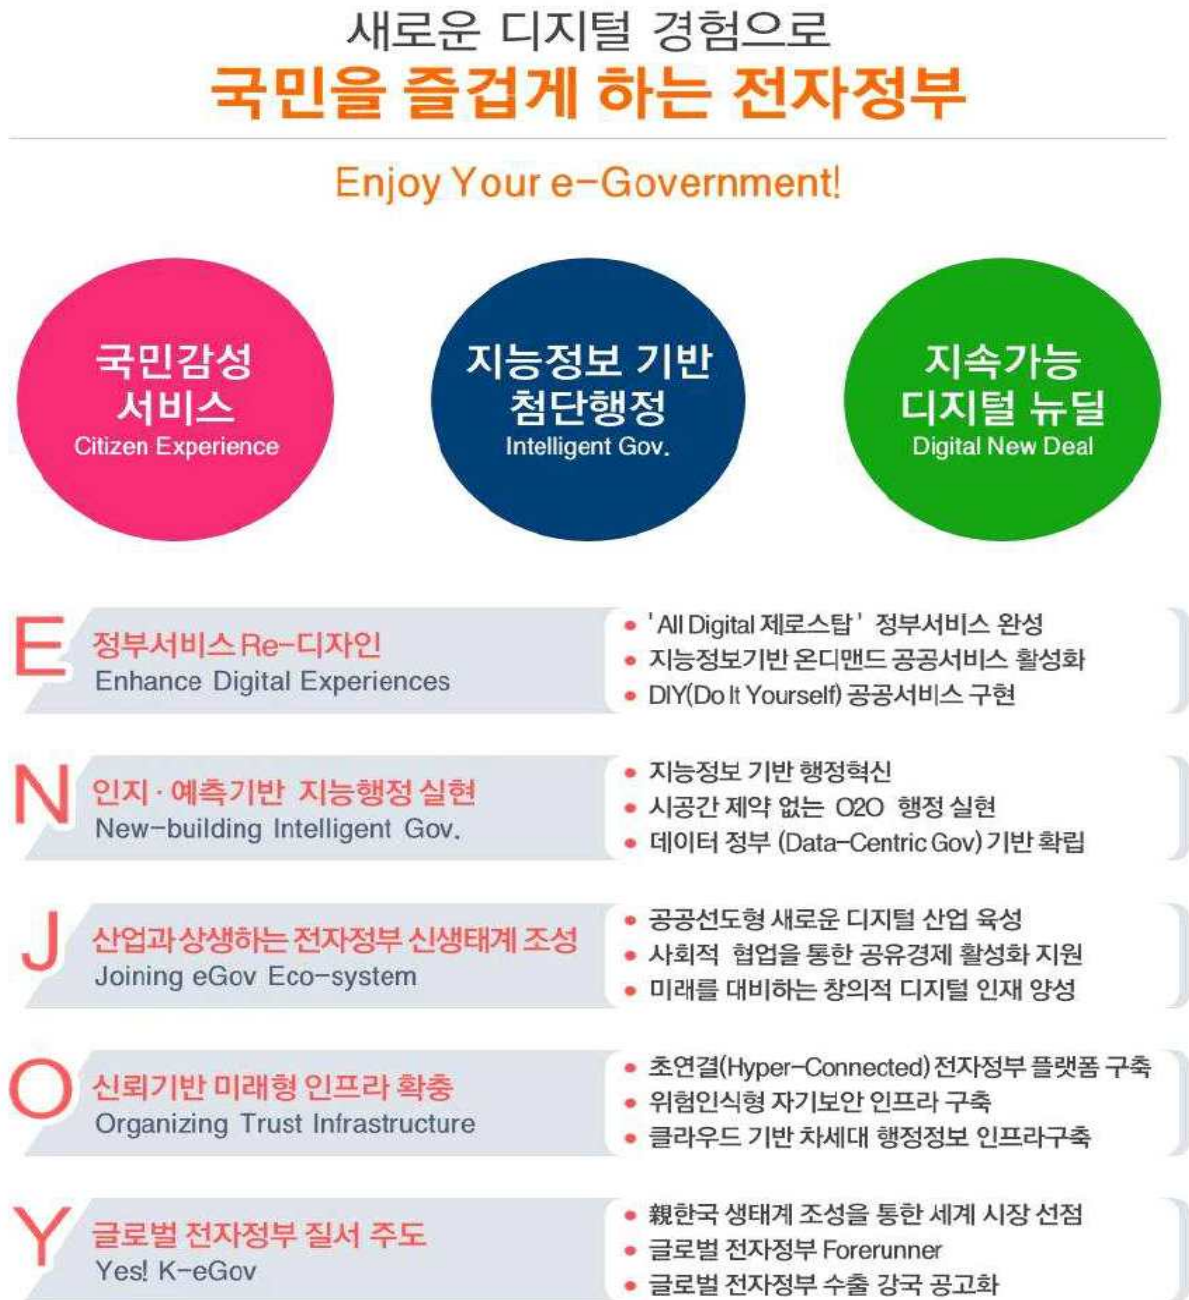 새로운 디지털 경험으로
국민을 즐겁게 하는 전자정부
Enjoy Your e-Government!
국민감성
서비스
Citizen Experience
지능정보 기반
첨단행정
Intelligent Gov.
지속가능
디지털 뉴딜
Digital New Deal
E
정부서비스 Re-디자인
Enhance Digital Experiences
• 'All Digital 제로스탑' 정부서비스 완성
• 지능정보기반 온디맨드 공공서비스 활성화
• DIY(Do It Yourself) 공공서비스 구현
N
인지·예측기반 지능행정 실현
New-building Intelligent Gov.
• 지능정보 기반 행정혁신
• 시공간 제약 없는 O2O 행정 실현
• 데이터 정부 (Data-Centric Gov) 기반 확립
J
산업과 상생하는 전자정부 신생태계 조성
Joining eGov Eco-system
• 공공선도형 새로운 디지털 산업 육성
• 사회적 협업을 통한 공유경제 활성화 지원
• 미래를 대비하는 창의적 디지털 인재 양성
O
신뢰기반 미래형 인프라 확충
Organizing Trust Infrastructure
• 초연결(Hyper-Connected) 전자정부 플랫폼 구축
• 위험인식형 자기보안 인프라 구축
• 클라우드 기반 차세대 행정정보 인프라구축
Y
글로벌 전자정부 질서 주도
Yes! K-eGov
• 親한국 생태계 조성을 통한 세계 시장 선점
• 글로벌 전자정부 Forerunner
• 글로벌 전자정부 수출 강국 공고화